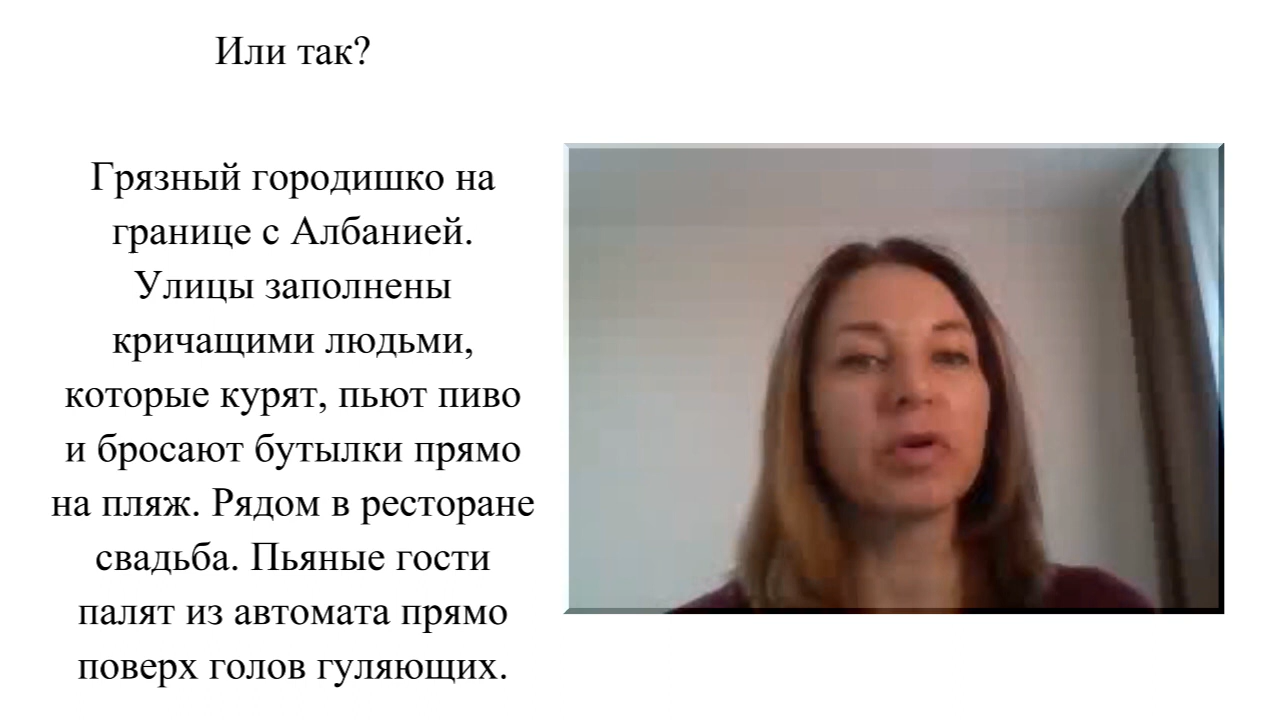 Или так?
Грязный городишко на
границе с Албанией.
Улицы заполнены
кричащими людьми,
которые курят, пьют пиво
и бросают бутылки прямо
на пляж. Рядом в ресторане
свадьба. Пьяные гости
палят из автомата прямо
поверх голов гуляющих.